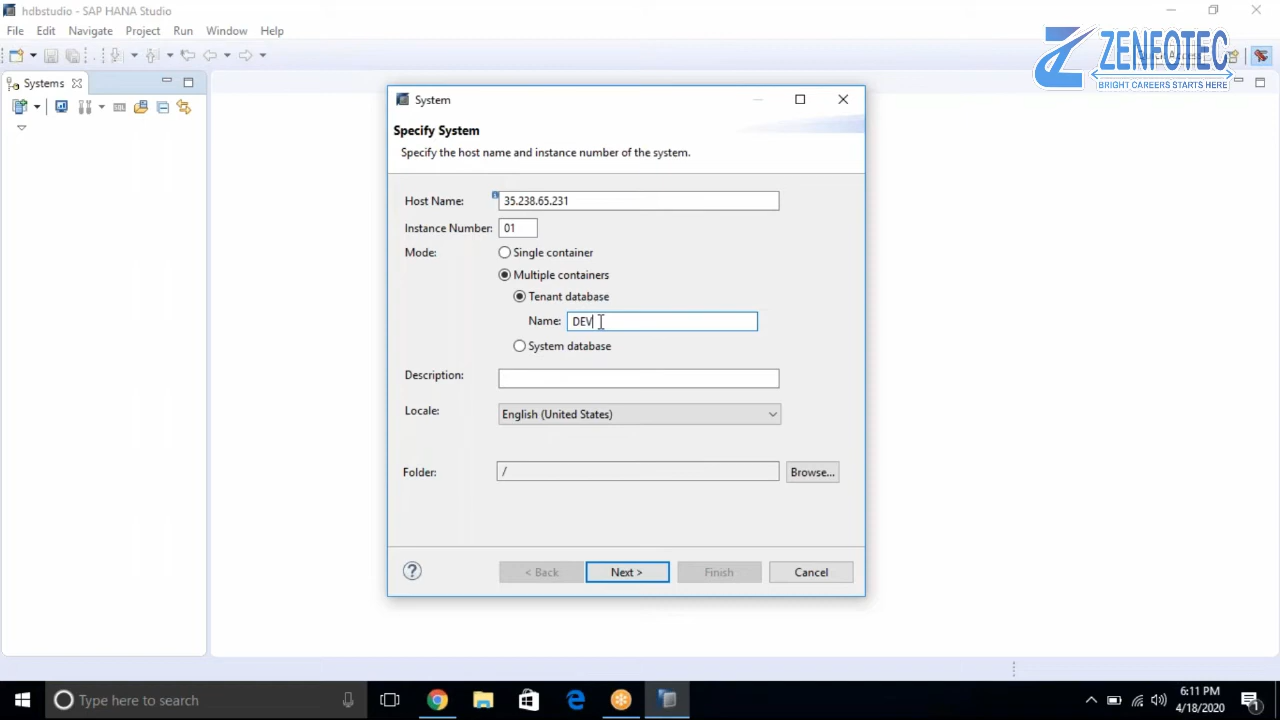 hdbstudio - SAP HANA Studio
File Edit Navigate Project Run Window Help
ZENFOTEC
BRIGHT CAREERS STARTS HERE
Systems
System
Specify System
Specify the host name and instance number of the system.
Host Name: 35.238.65.231
Instance Number: 01
Mode: Single container
Multiple containers
Tenant database
Name: DEV
System database
Description:
Locale: English (United States)
Folder: / Browse...
< Back Next > Finish Cancel
Type here to search
6:11 PM
4/18/2020
1